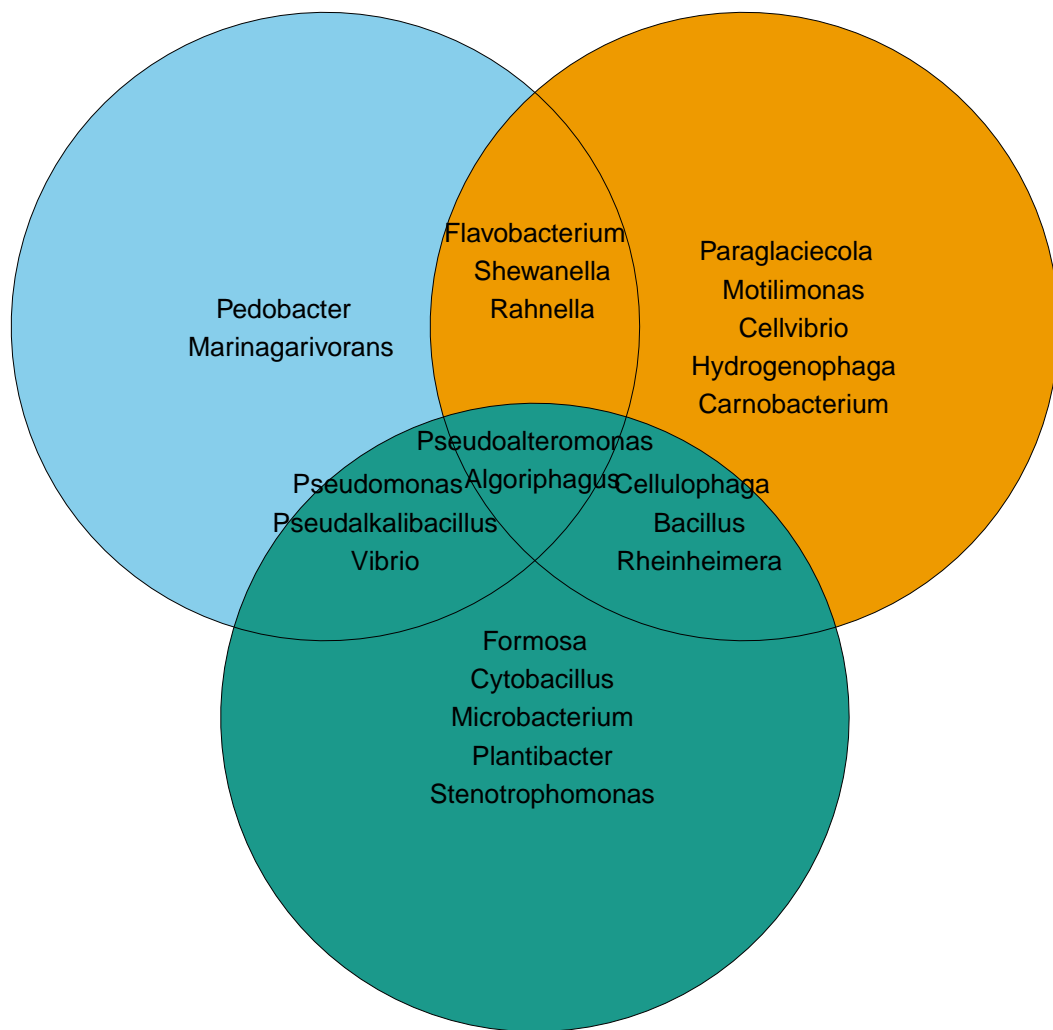 Flavobacterium
Shewanella
Rahnella
Pedobacter
Marinagarivorans
Paraglaciecola
Motilimonas
Cellvibrio
Hydrogenophaga
Carnobacterium
Pseudoalteromonas
Algoriphagus
Pseudomonas
Pseudalkalibacillus
Vibrio
Cellulophaga
Bacillus
Rheinheimera
Formosa
Cytobacillus
Microbacterium
Plantibacter
Stenotrophomonas